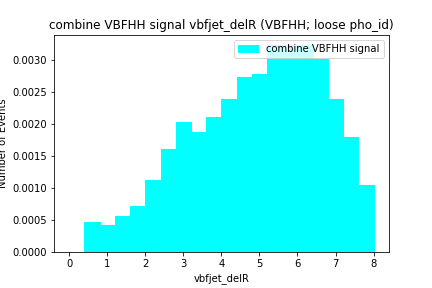 combine VBFHH signal vbfjet_delR (VBFHH; loose pho_id)
combine VBFHH signal
0.0030
0.0025
0.0020
0.0015
0.0010
0.0005
0.0000
Number of Events
0 1 2 3 4 5 6 7 8
vbfjet_delR